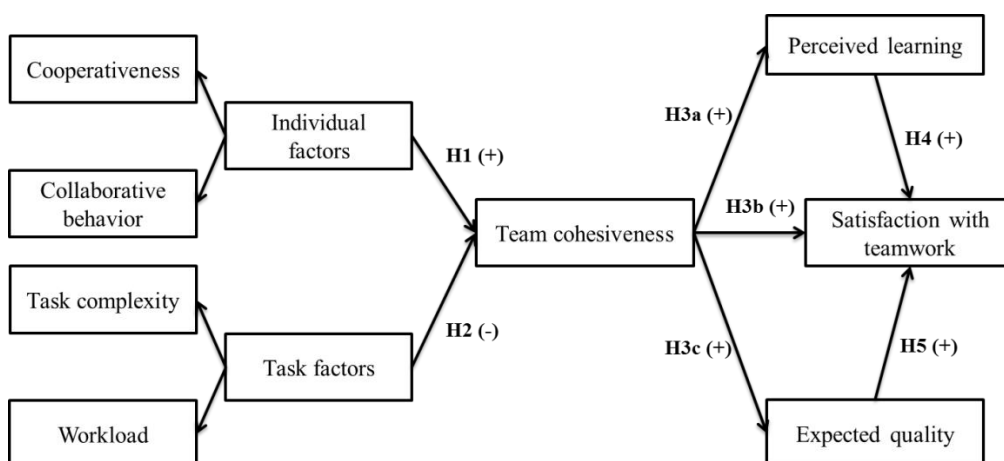 Cooperativeness
Collaborative
behavior
Task complexity
Workload
Individual
factors
Task factors
H1 (+)
H2 (-)
Team cohesiveness
H3a (+)
H3b (+)
H3c (+)
Perceived learning
H4 (+)
Satisfaction with
teamwork
H5 (+)
Expected quality